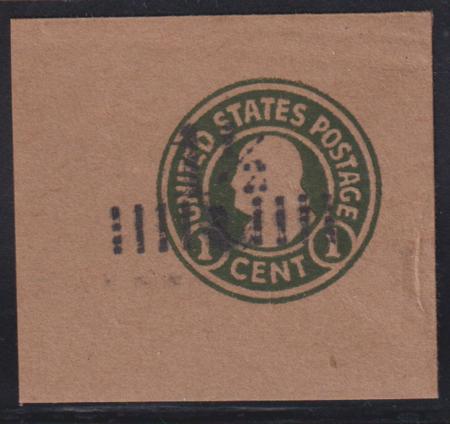 UNITED STATES POSTAGE
1 CENT 1